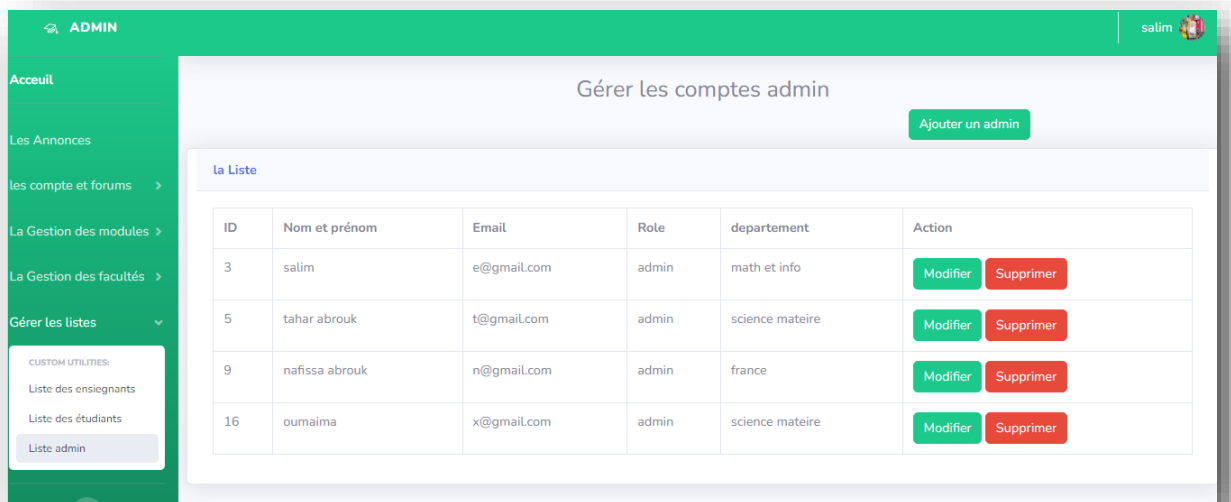 ADMIN
salim
Acceuil
Les Annonces
les compte et forums
La Gestion des modules
La Gestion des facultés
Gérer les listes
CUSTOM UTILITIES:
Liste des ensiegnants
Liste des étudiants
Liste admin
Gérer les comptes admin
Ajouter un admin
la Liste
ID Nom et prénom Email Role departement Action
3 salim e@gmail.com admin math et info Modifier Supprimer
5 tahar abrouk t@gmail.com admin science mateire Modifier Supprimer
9 nafissa abrouk n@gmail.com admin france Modifier Supprimer
16 oumaima x@gmail.com admin science mateire Modifier Supprimer